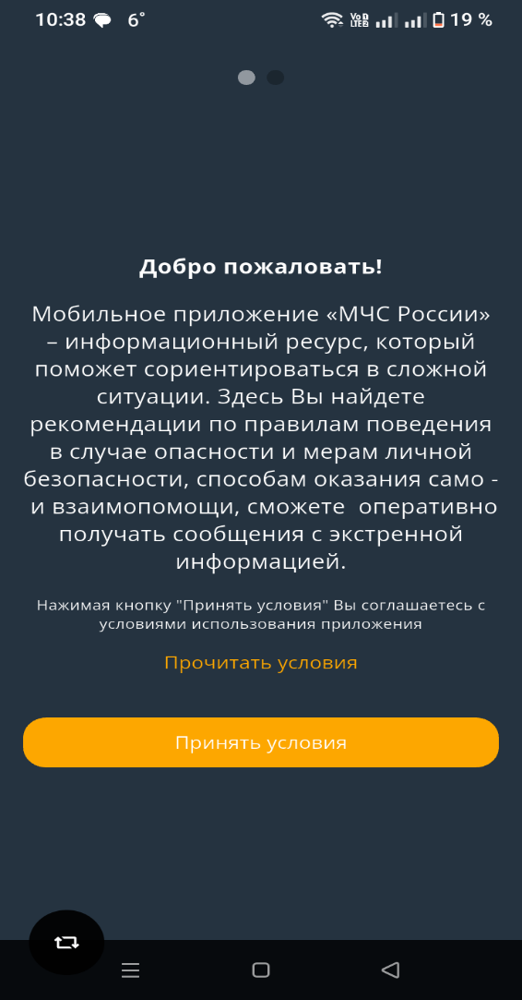 10:38 6°
Vo LTE2 19 %
Добро пожаловать!
Мобильное приложение «МЧС России»
– информационный ресурс, который
поможет сориентироваться в сложной
ситуации. Здесь Вы найдете
рекомендации по правилам поведения
в случае опасности и мерам личной
безопасности, способам оказания само -
и взаимопомощи, сможете  оперативно
получать сообщения с экстренной
информацией.
Нажимая кнопку "Принять условия" Вы соглашаетесь с
условиями использования приложения
Прочитать условия
Принять условия